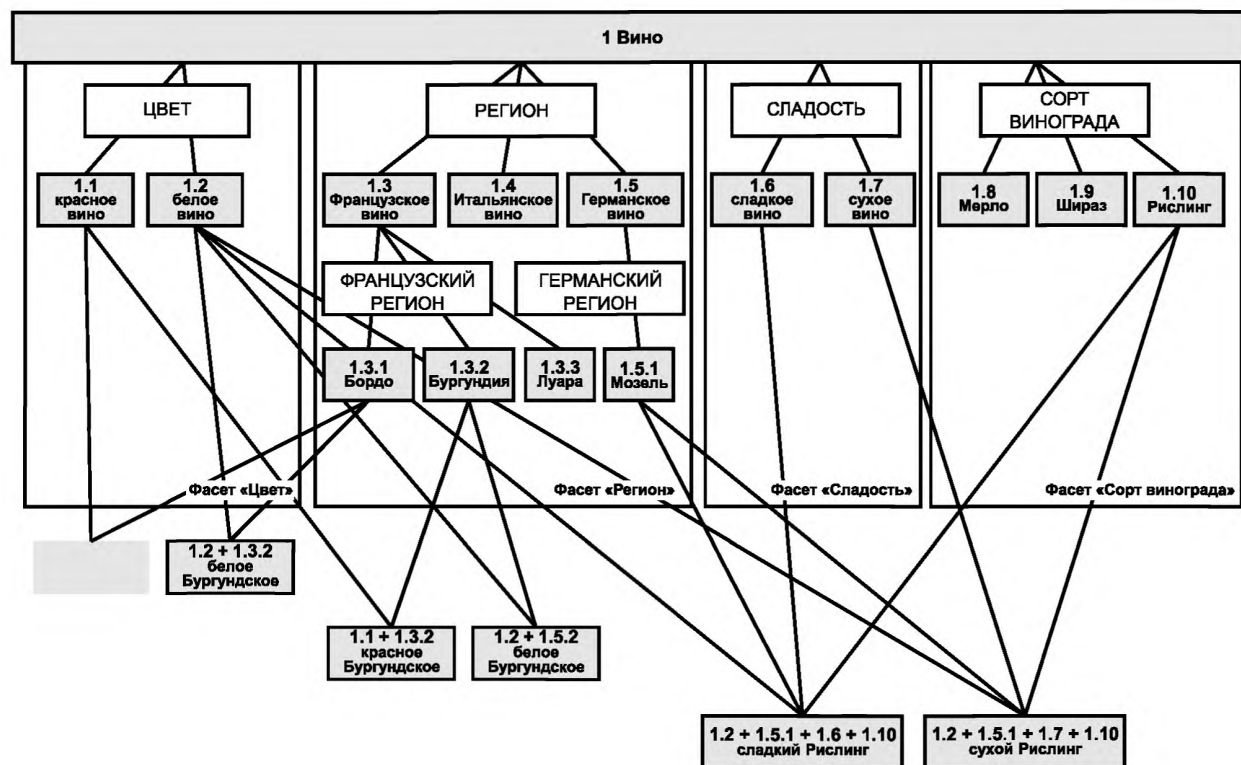 1 Вино
ЦВЕТ
РЕГИОН
СЛАДОСТЬ
СОРТ
ВИНОГРАДА
1.1
красное
вино
1.2
белое
вино
1.3
Французское
вино
1.4
Итальянское
вино
1.5
Германское
вино
1.6
сладкое
вино
1.7
сухое
вино
1.8
Мерло
1.9
Шираз
1.10
Рислинг
ФРАНЦУЗСКИЙ
РЕГИОН
ГЕРМАНСКИЙ
РЕГИОН
1.3.1
Бордо
1.3.2
Бургундия
1.3.3
Луара
1.5.1
Мозель
Фасет «Цвет»
Фасет «Регион»
Фасет «Сладость»
Фасет «Сорт винограда»
1.2 + 1.3.2
белое
Бургундское
1.1 + 1.3.2
красное
Бургундское
1.2 + 1.5.2
белое
Бургундское
1.2 + 1.5.1 + 1.6 + 1.10
сладкий Рислинг
1.2 + 1.5.1 + 1.7 + 1.10
сухой Рислинг